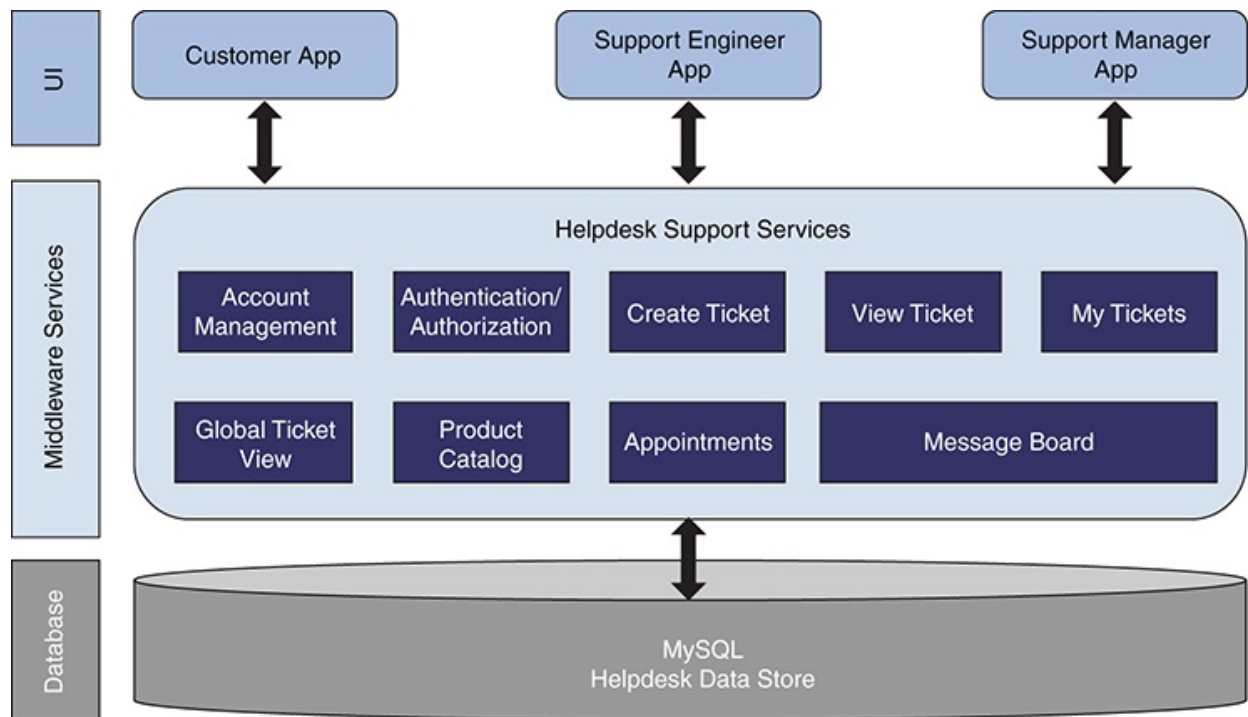 UI
Customer App
Support Engineer
App
Support Manager
App
Middleware Services
Helpdesk Support Services
Account
Management
Authentication/
Authorization
Create Ticket
View Ticket
My Tickets
Global Ticket
View
Product
Catalog
Appointments
Message Board
Database
MySQL
Helpdesk Data Store